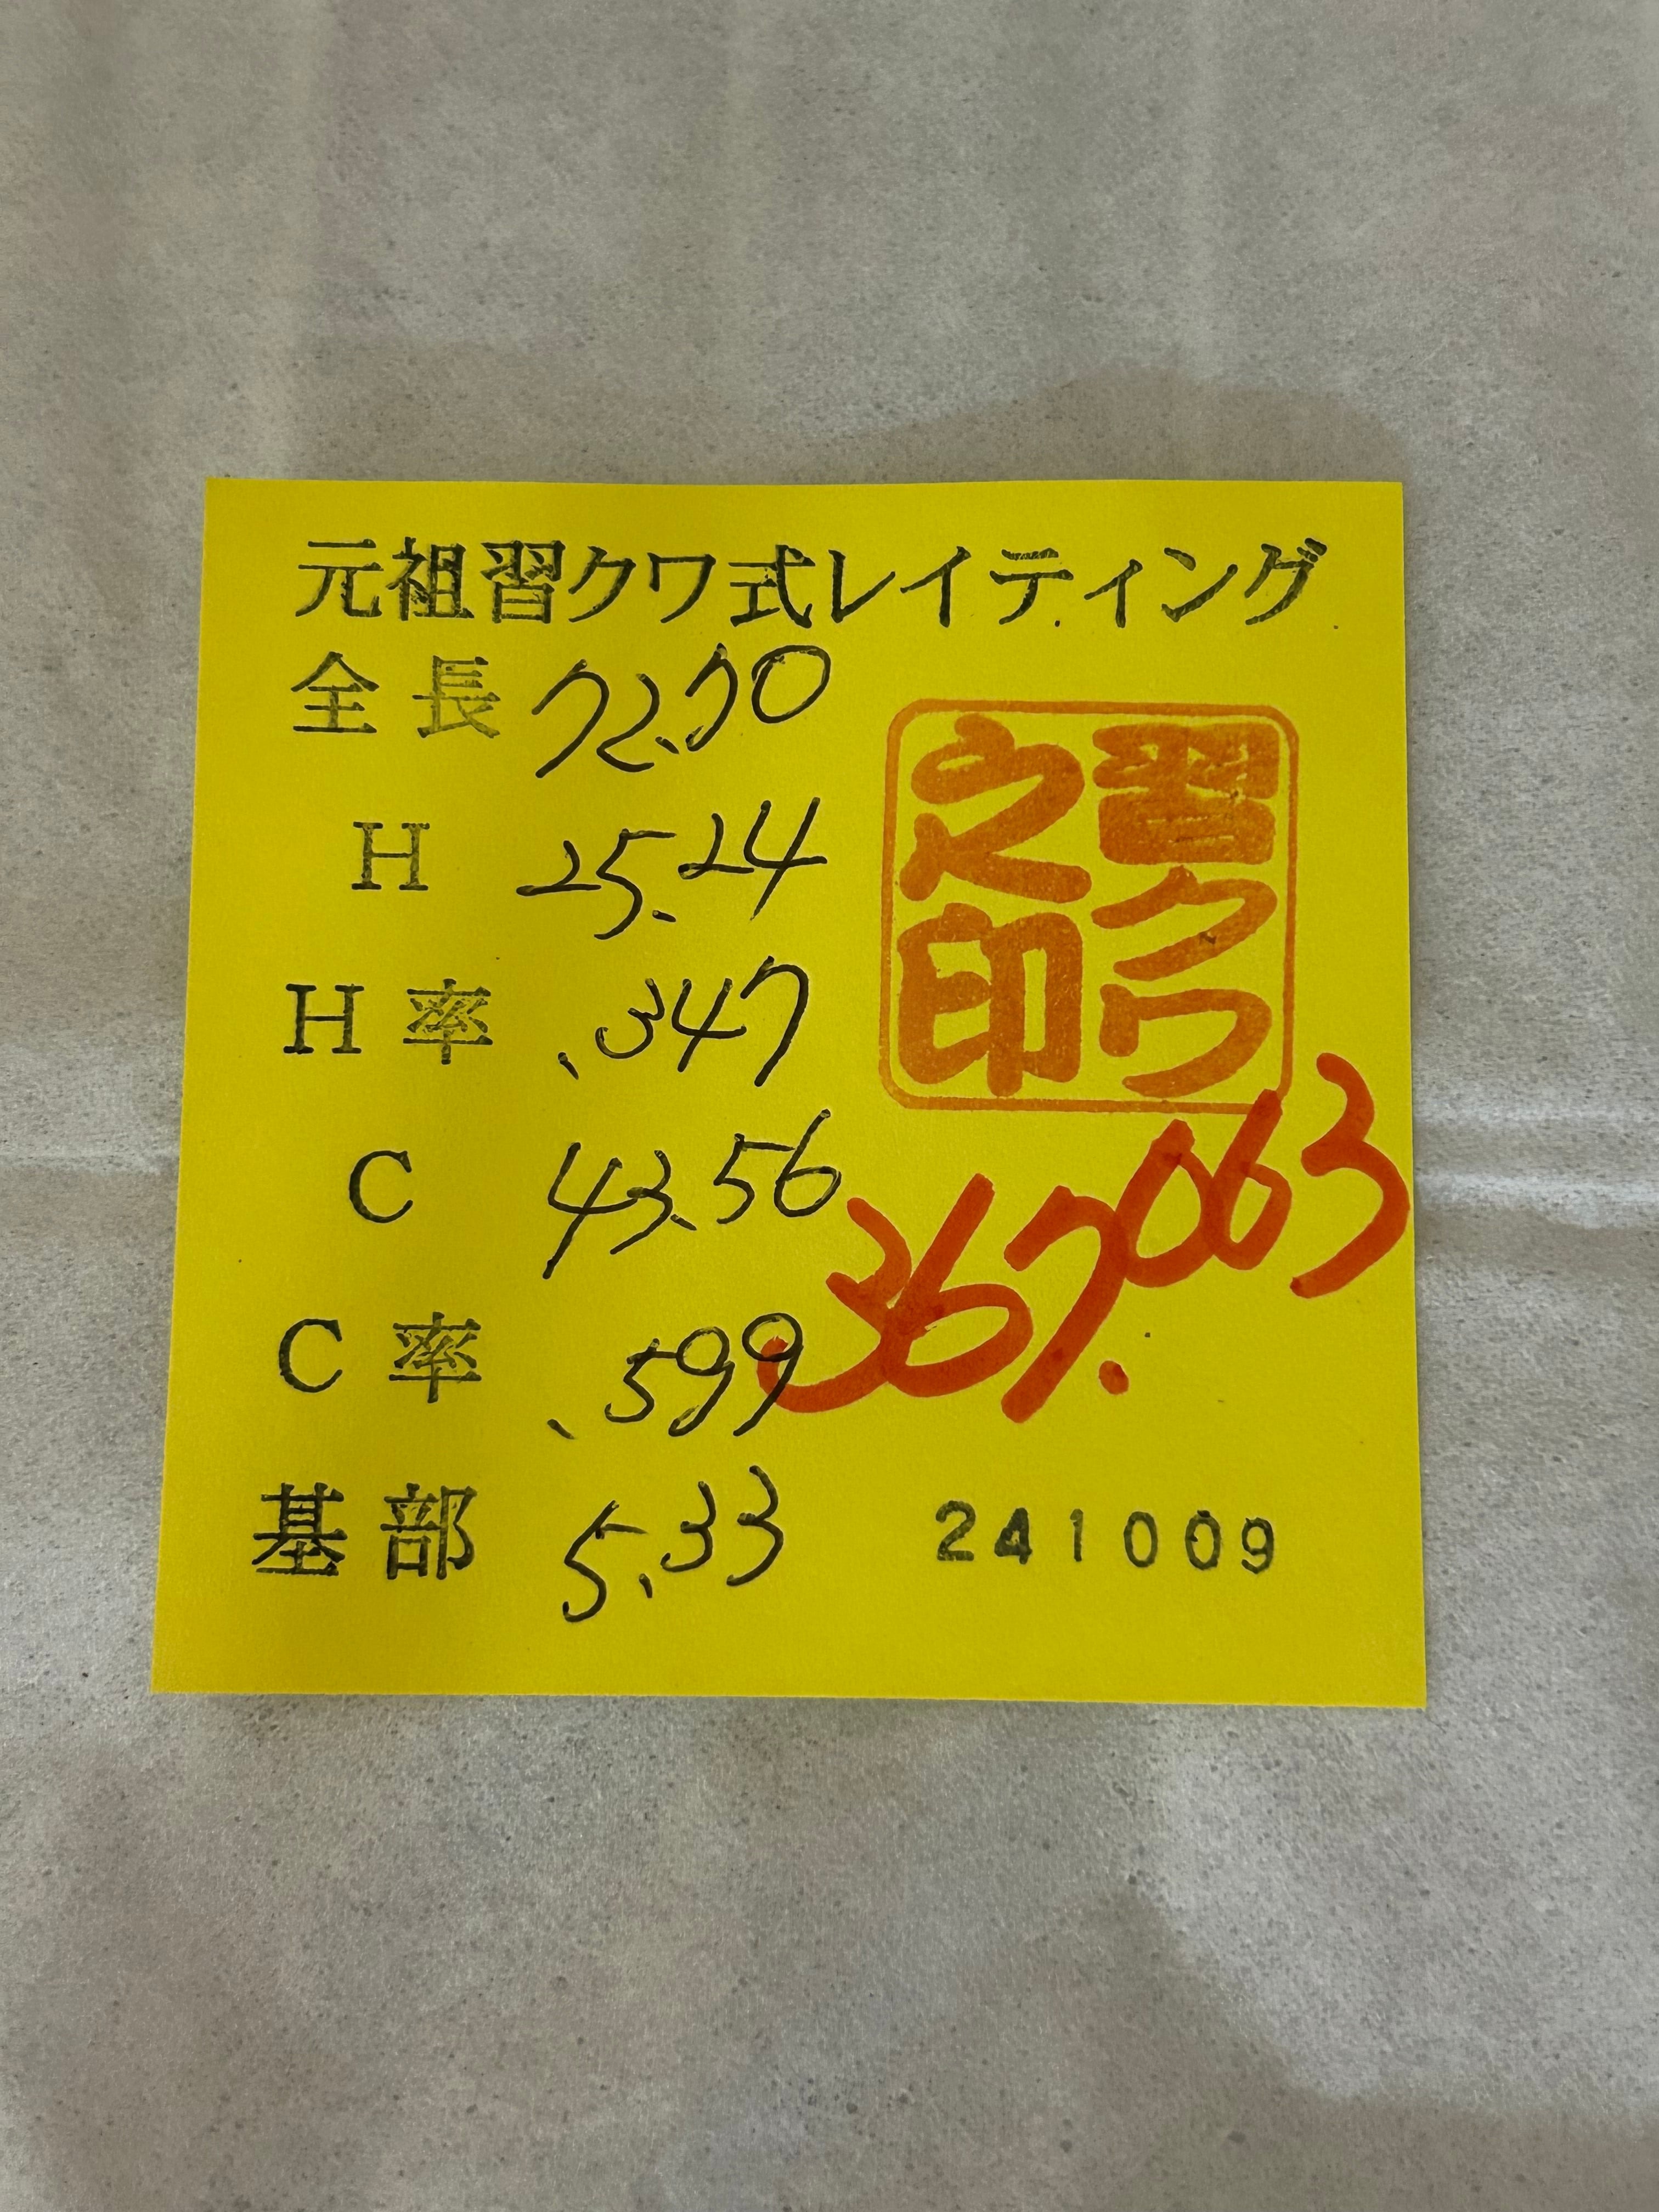 元祖習クワ式レイティング
全長 72.70
H 25.24
H率 .347
C 43.56
C率 .599
基部 5.33
習クワ
之印
367.063
241009